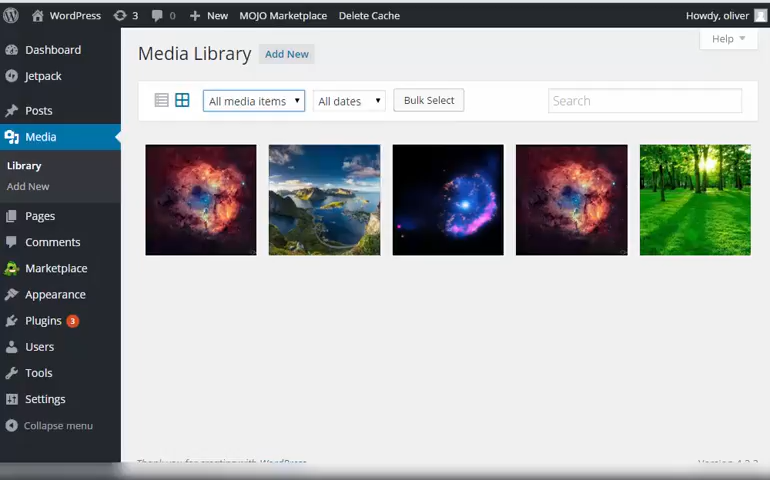 WordPress 3 0 New MOJO Marketplace Delete Cache Howdy, oliver
Help
Dashboard
Jetpack
Posts
Media
Library
Add New
Pages
Comments
Marketplace
Appearance
Plugins 3
Users
Tools
Settings
Collapse menu
Media Library Add New
All media items All dates Bulk Select Search